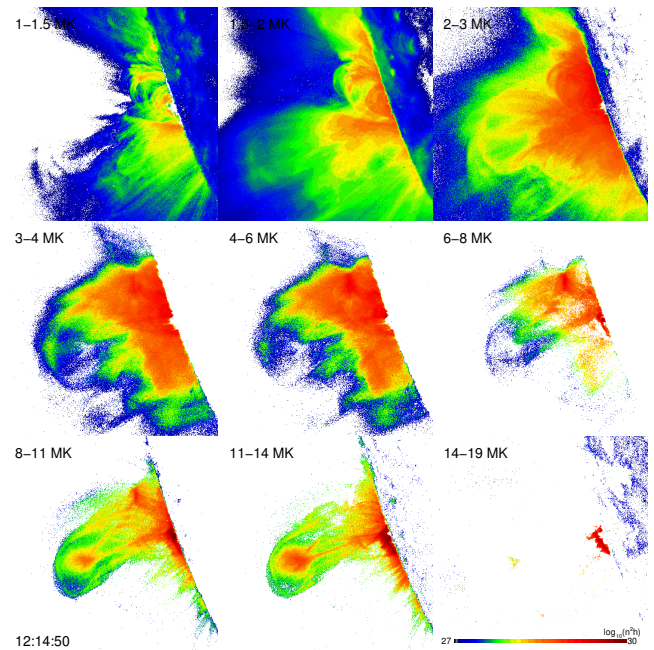 1−1.5 MK
1.5−2 MK
2−3 MK
3−4 MK
4−6 MK
6−8 MK
8−11 MK
11−14 MK
14−19 MK
12:14:50
log₁₀(n²h)
27
30